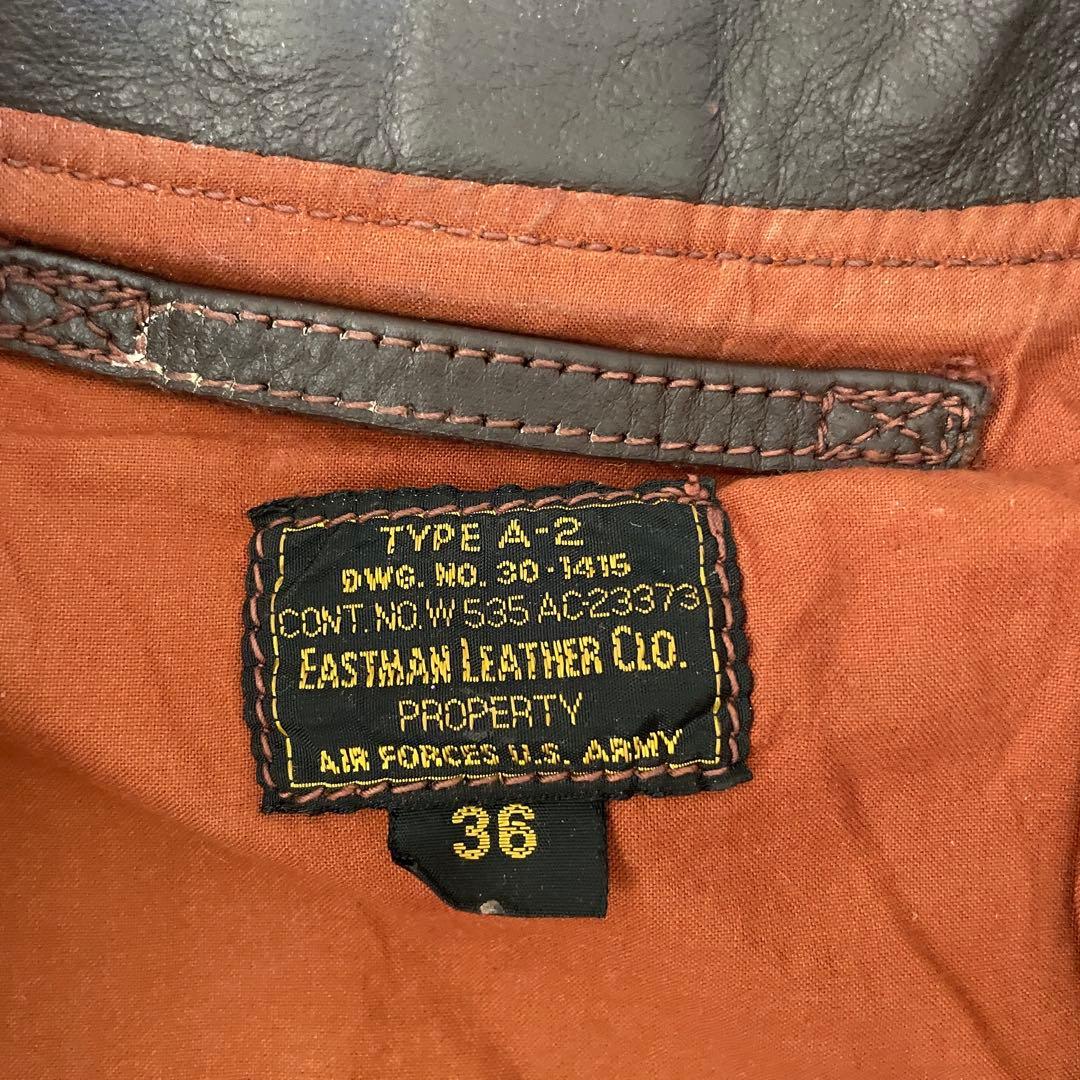 TYPE A-2
DWG. NO. 30-1415
CONT. NO. W 535 AC-23373
EASTMAN LEATHER CLO.
PROPERTY
AIR FORCES U.S. ARMY
36